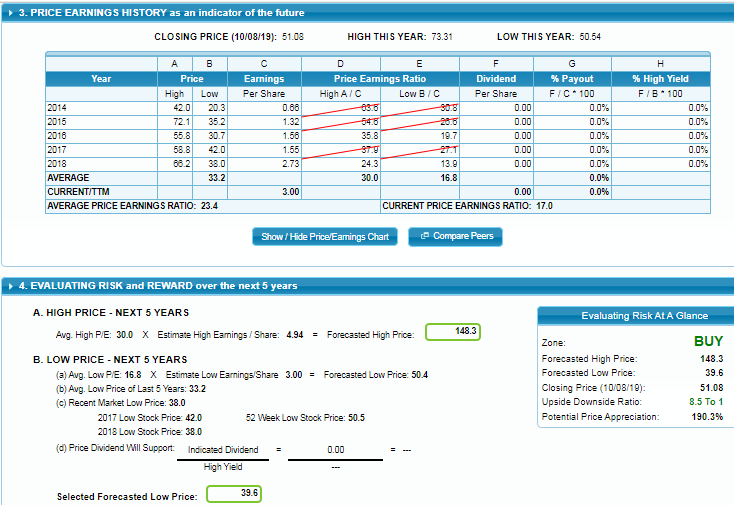 3. PRICE EARNINGS HISTORY as an indicator of the future
CLOSING PRICE (10/08/19): 51.08 HIGH THIS YEAR: 73.31 LOW THIS YEAR: 50.54
A B C D E F G H
Year Price Earnings Price Earnings Ratio Dividend % Payout % High Yield
High Low Per Share High A / C Low B / C Per Share F / C * 100 F / B * 100
2014 42.0 20.3 0.66 63.6 30.8 0.00 0.0% 0.0%
2015 72.1 35.2 1.32 54.6 26.6 0.00 0.0% 0.0%
2016 55.8 30.7 1.56 35.8 19.7 0.00 0.0% 0.0%
2017 58.8 42.0 1.55 37.9 27.1 0.00 0.0% 0.0%
2018 66.2 38.0 2.73 24.3 13.9 0.00 0.0% 0.0%
AVERAGE 33.2 30.0 16.8 0.0%
CURRENT/TTM 3.00 0.00 0.0%
AVERAGE PRICE EARNINGS RATIO: 23.4 CURRENT PRICE EARNINGS RATIO: 17.0
Show / Hide Price/Earnings Chart Compare Peers
4. EVALUATING RISK and REWARD over the next 5 years
A. HIGH PRICE - NEXT 5 YEARS
Avg. High P/E: 30.0 X Estimate High Earnings / Share: 4.94 = Forecasted High Price: 148.3
B. LOW PRICE - NEXT 5 YEARS
(a) Avg. Low P/E: 16.8 X Estimate Low Earnings/Share 3.00 = Forecasted Low Price: 50.4
(b) Avg. Low Price of Last 5 Years: 33.2
(c) Recent Market Low Price: 38.0
2017 Low Stock Price: 42.0 52 Week Low Stock Price: 50.5
2018 Low Stock Price: 38.0
(d) Price Dividend Will Support: Indicated Dividend = 0.00 = ---
High Yield ---
Selected Forecasted Low Price: 39.6
Evaluating Risk At A Glance
Zone: BUY
Forecasted High Price: 148.3
Forecasted Low Price: 39.6
Closing Price (10/08/19): 51.08
Upside Downside Ratio: 8.5 To 1
Potential Price Appreciation: 190.3%